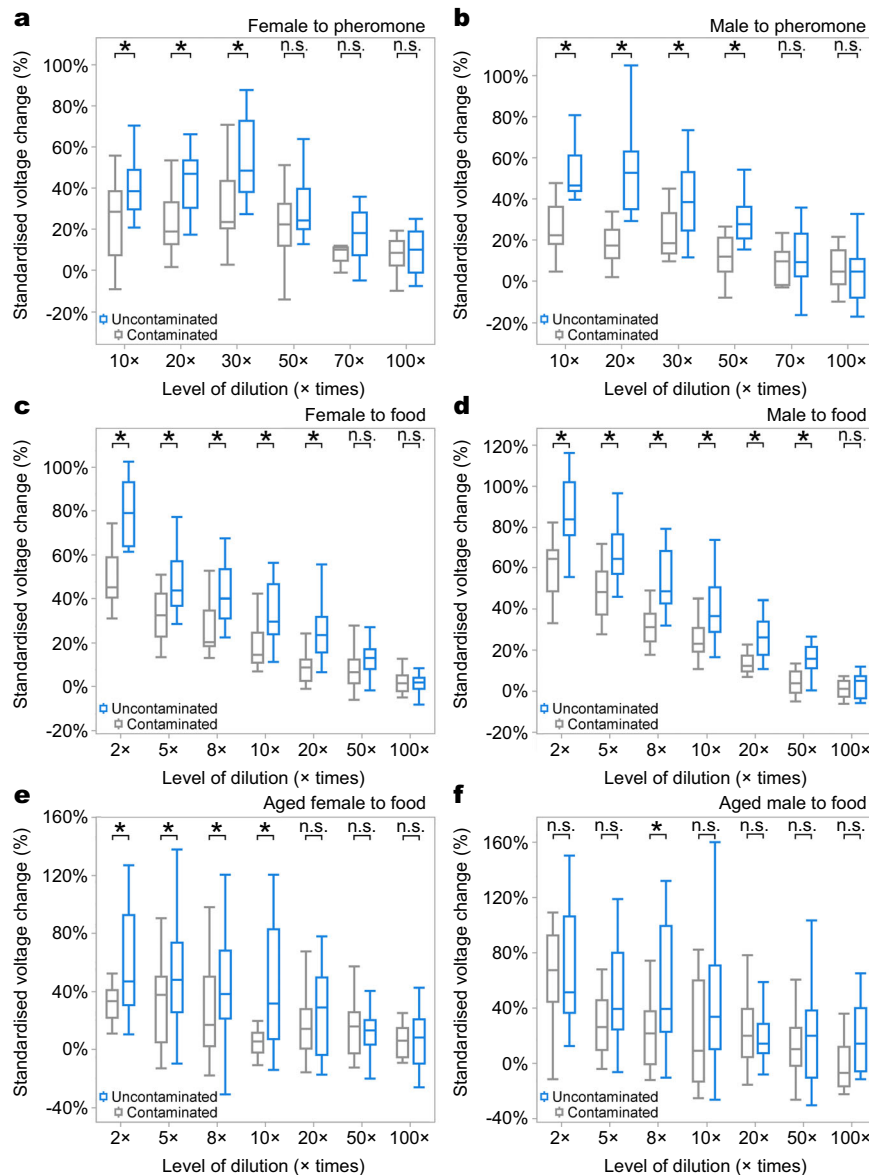 a
Female to pheromone
Standardised voltage change (%)
100%
80%
60%
40%
20%
0%
-20%
* * * n.s. n.s. n.s.
Uncontaminated
Contaminated
10× 20× 30× 50× 70× 100×
Level of dilution (× times)
b
Male to pheromone
Standardised voltage change (%)
100%
80%
60%
40%
20%
0%
-20%
* * * * n.s. n.s.
Uncontaminated
Contaminated
10× 20× 30× 50× 70× 100×
Level of dilution (× times)
c
Female to food
Standardised voltage change (%)
100%
80%
60%
40%
20%
0%
-20%
* * * * * n.s. n.s.
Uncontaminated
Contaminated
2× 5× 8× 10× 20× 50× 100×
Level of dilution (× times)
d
Male to food
Standardised voltage change (%)
120%
100%
80%
60%
40%
20%
0%
-20%
* * * * * * n.s.
Uncontaminated
Contaminated
2× 5× 8× 10× 20× 50× 100×
Level of dilution (× times)
e
Aged female to food
Standardised voltage change (%)
160%
120%
80%
40%
0%
-40%
* * * * n.s. n.s. n.s.
Uncontaminated
Contaminated
2× 5× 8× 10× 20× 50× 100×
Level of dilution (× times)
f
Aged male to food
Standardised voltage change (%)
160%
120%
80%
40%
0%
-40%
n.s. n.s. * n.s. n.s. n.s. n.s.
Uncontaminated
Contaminated
2× 5× 8× 10× 20× 50× 100×
Level of dilution (× times)